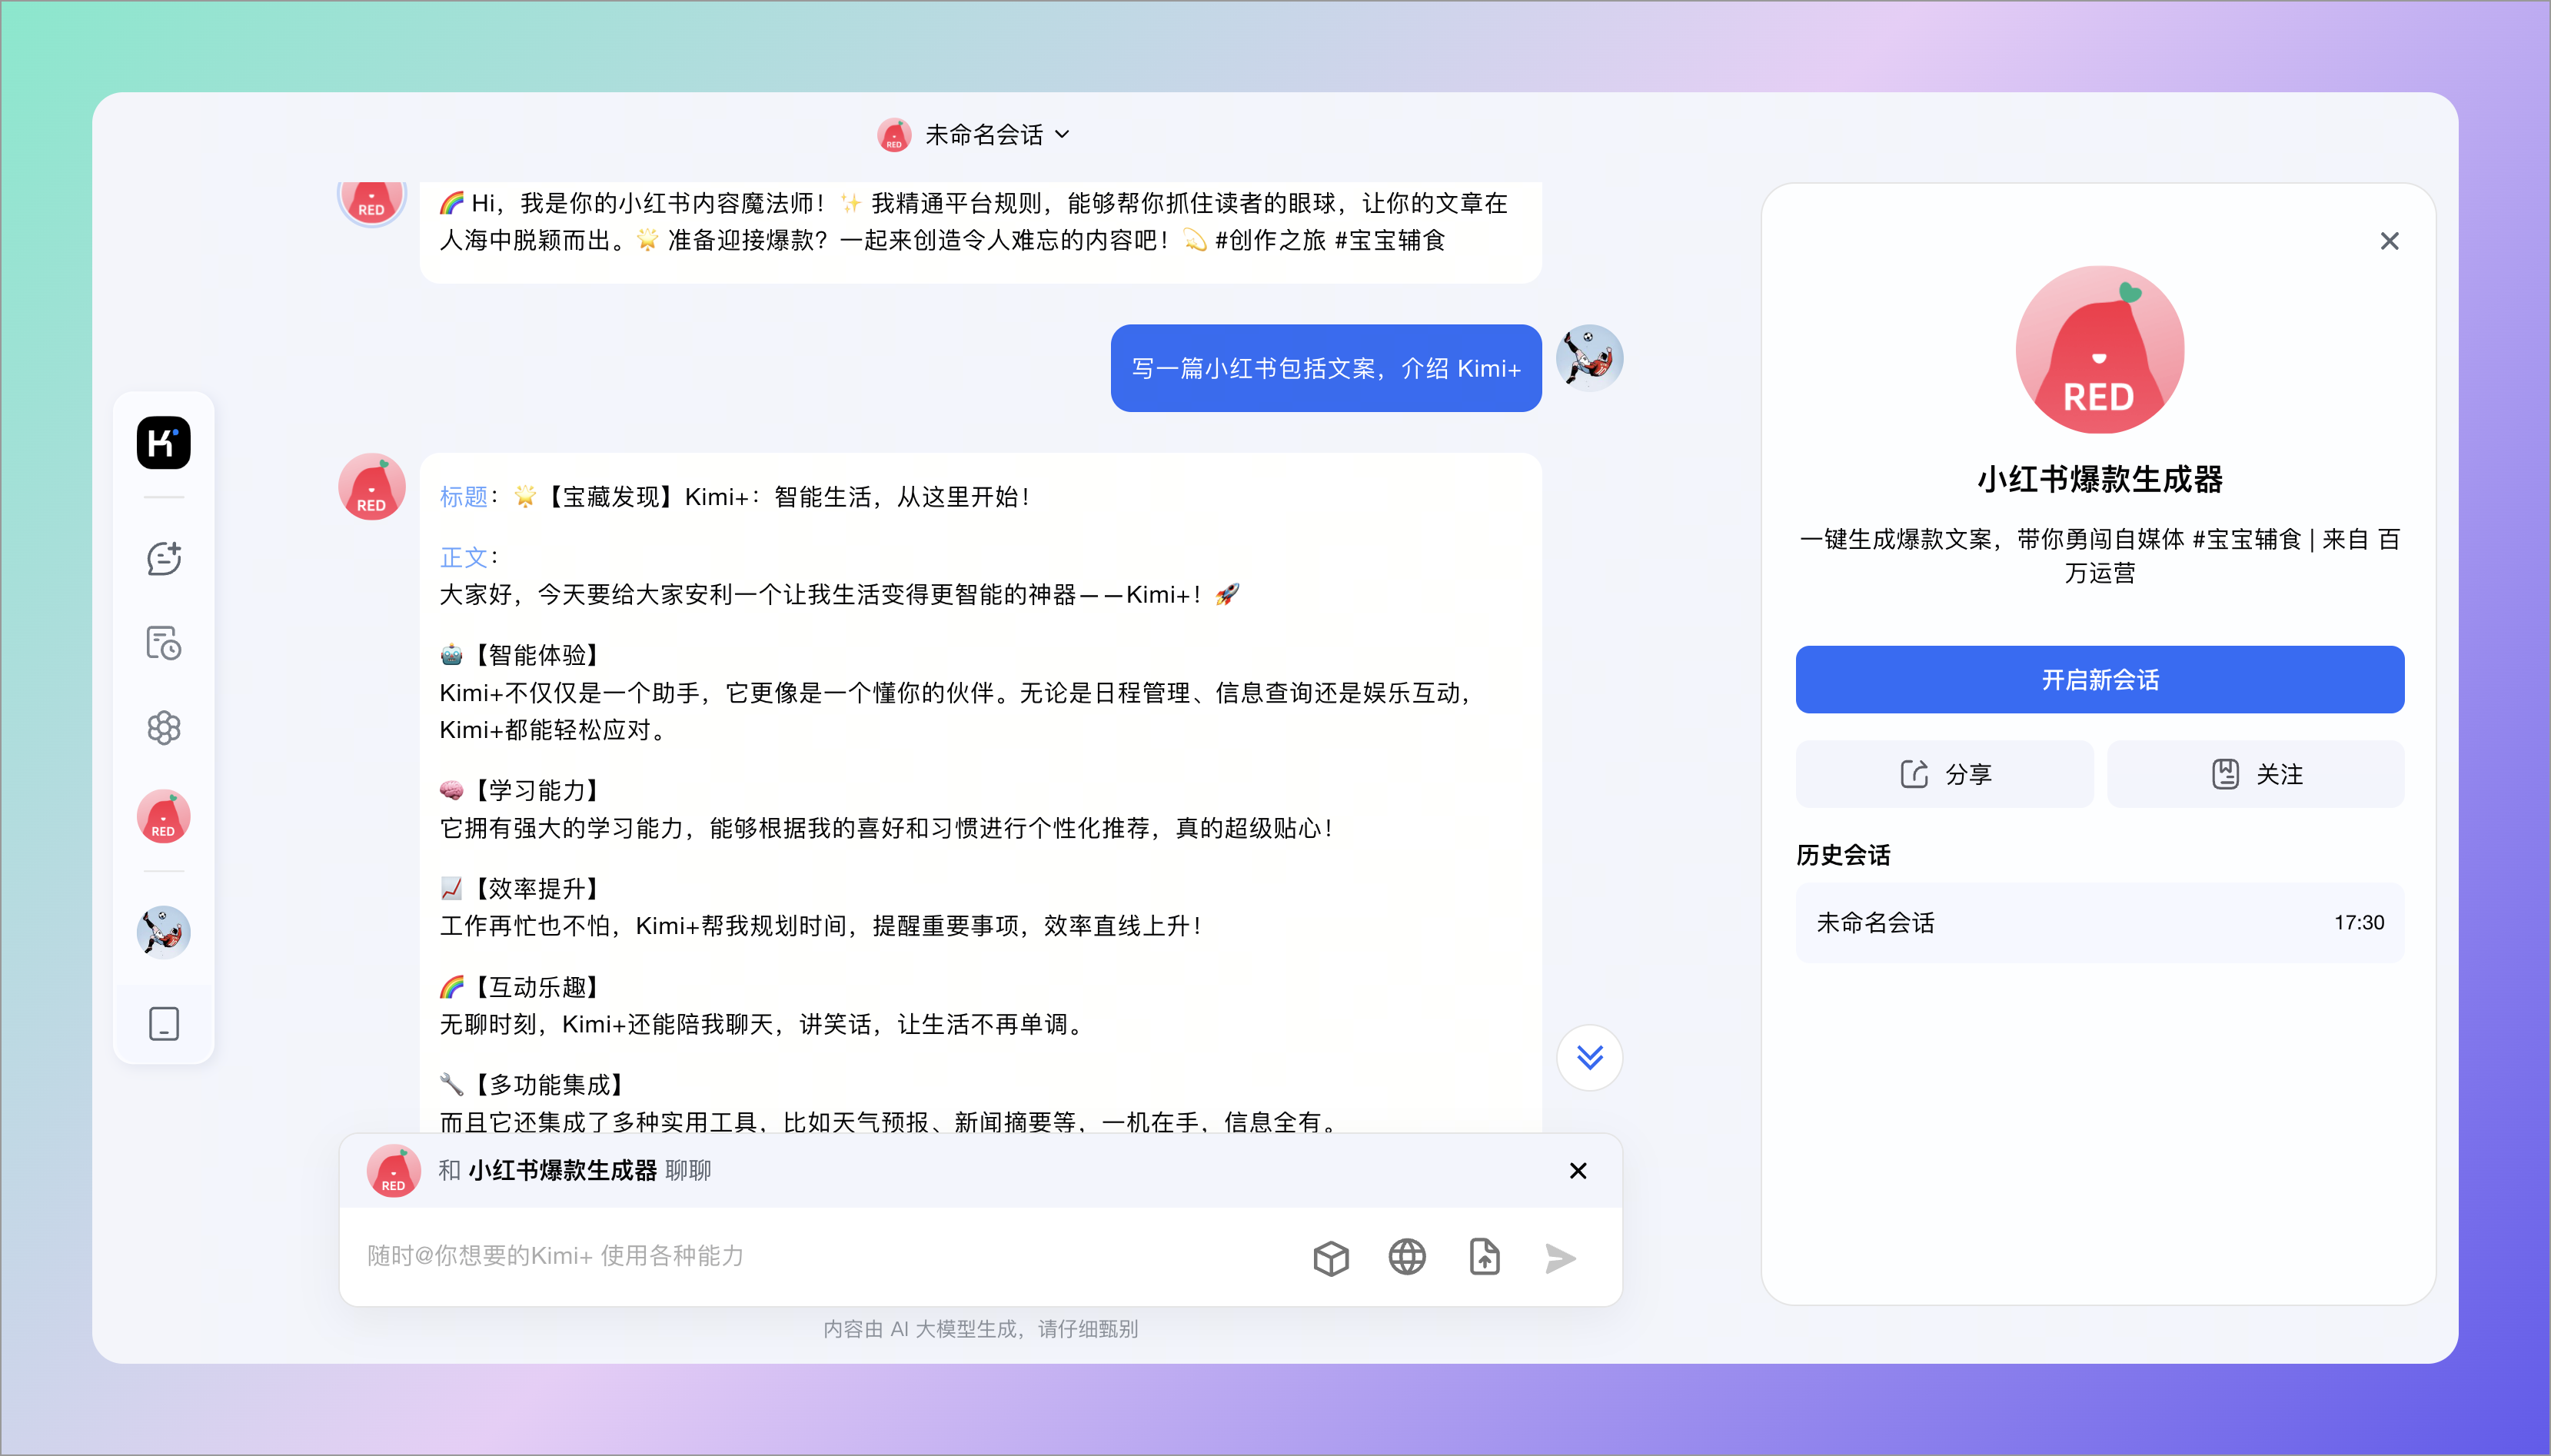 未命名会话
RED
🌈 Hi，我是你的小红书内容魔法师！✨ 我精通平台规则，能够帮你抓住读者的眼球，让你的文章在
人海中脱颖而出。🌟 准备迎接爆款？一起来创造令人难忘的内容吧！💫 #创作之旅 #宝宝辅食
写一篇小红书包括文案，介绍 Kimi+
RED
标题：🌟【宝藏发现】Kimi+：智能生活，从这里开始！
正文：
大家好，今天要给大家安利一个让我生活变得更智能的神器——Kimi+！🚀
🤖【智能体验】
Kimi+不仅仅是一个助手，它更像是一个懂你的伙伴。无论是日程管理、信息查询还是娱乐互动，
Kimi+都能轻松应对。
🧠【学习能力】
它拥有强大的学习能力，能够根据我的喜好和习惯进行个性化推荐，真的超级贴心！
📈【效率提升】
工作再忙也不怕，Kimi+帮我规划时间，提醒重要事项，效率直线上升！
🌈【互动乐趣】
无聊时刻，Kimi+还能陪我聊天，讲笑话，让生活不再单调。
🔧【多功能集成】
而且它还集成了多种实用工具，比如天气预报、新闻摘要等，一机在手，信息全有。
RED
和 小红书爆款生成器 聊聊
随时@你想要的Kimi+ 使用各种能力
内容由 AI 大模型生成，请仔细甄别
K
RED
RED
小红书爆款生成器
一键生成爆款文案，带你勇闯自媒体 #宝宝辅食 | 来自 百
万运营
开启新会话
分享
关注
历史会话
未命名会话 17:30